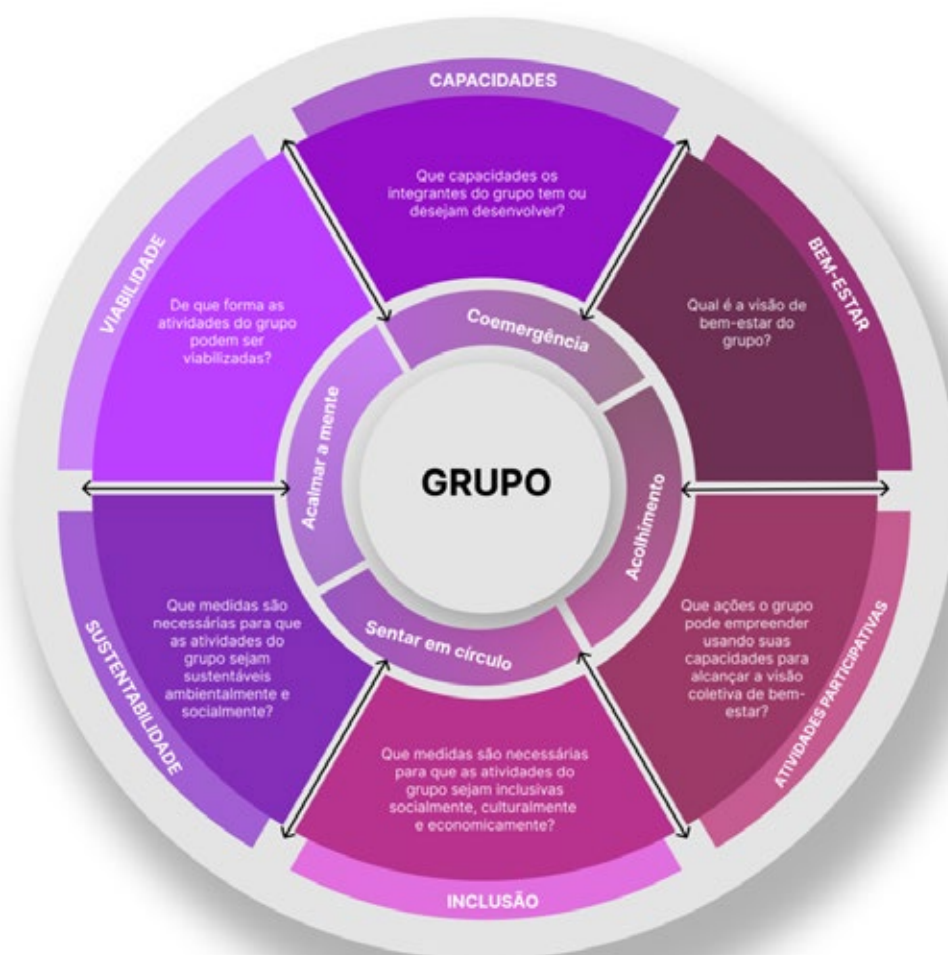 CAPACIDADES
Que capacidades os
integrantes do grupo tem ou
desejam desenvolver?
BEM-ESTAR
Qual é a visão de
bem-estar do
grupo?
ATIVIDADES PARTICIPATIVAS
Que ações o grupo
pode empreender
usando suas
capacidades para
alcançar a visão
coletiva de bem-
estar?
INCLUSÃO
Que medidas são necessárias
para que as atividades do
grupo sejam inclusivas
socialmente, culturalmente
e economicamente?
SUSTENTABILIDADE
Que medidas são
necessárias para que
as atividades do
grupo sejam
sustentáveis
ambientalmente e
socialmente?
VIABILIDADE
De que forma as
atividades do grupo
podem ser
viabilizadas?
Coemergência
Acolhimento
Sentar em círculo
Acalmar a mente
GRUPO